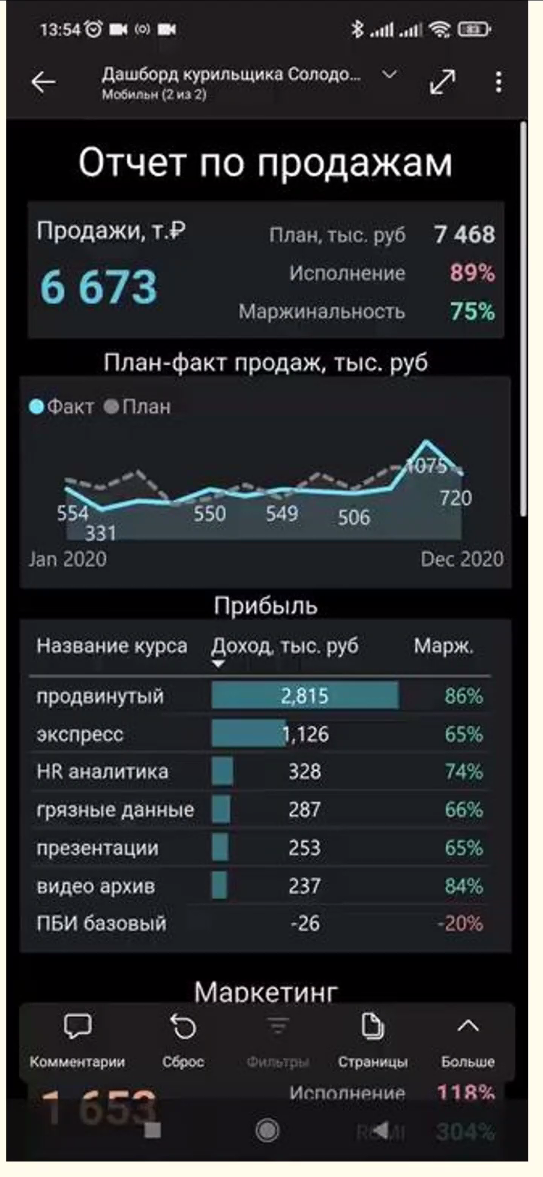 13:54 83
Дашборд курильщика Солодо...
Мобильн (2 из 2)
Отчет по продажам
Продажи, т.₽
6 673
План, тыс. руб 7 468
Исполнение 89%
Маржинальность 75%
План-факт продаж, тыс. руб
Факт План
1075
554 550 549 506 720
331
Jan 2020 Dec 2020
Прибыль
Название курса Доход, тыс. руб Марж.
продвинутый 2,815 86%
экспресс 1,126 65%
HR аналитика 328 74%
грязные данные 287 66%
презентации 253 65%
видео архив 237 84%
ПБИ базовый -26 -20%
Маркетинг
Комментарии Сброс Фильтры Страницы Больше
1 653
Исполнение 118%
304%